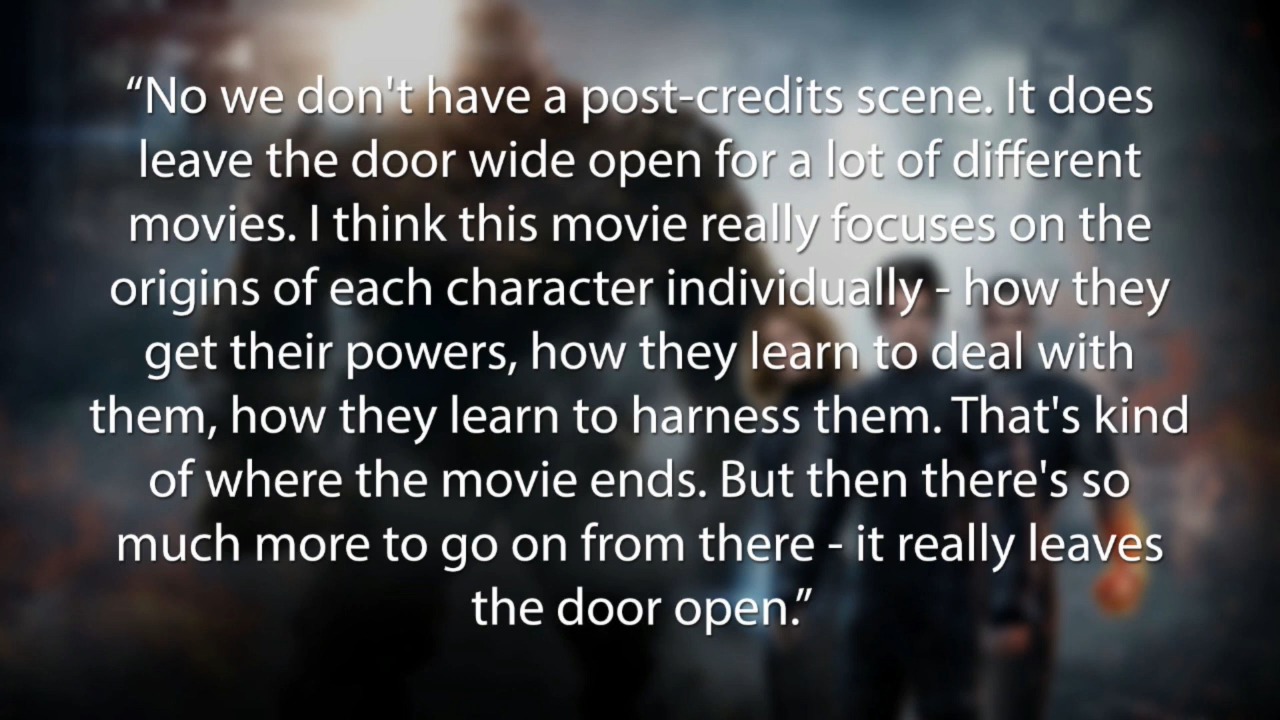 “No we don't have a post-credits scene. It does
leave the door wide open for a lot of different
movies. I think this movie really focuses on the
origins of each character individually - how they
get their powers, how they learn to deal with
them, how they learn to harness them. That's kind
of where the movie ends. But then there's so
much more to go on from there - it really leaves
the door open.”